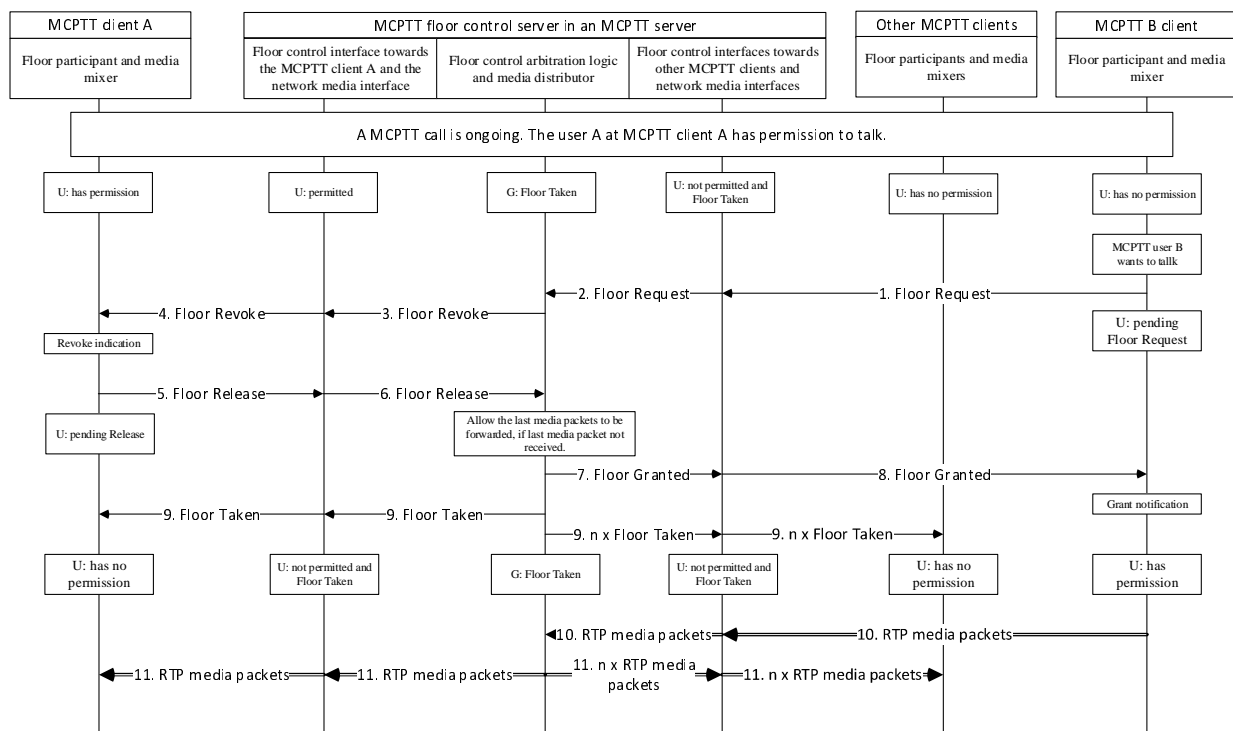 MCPTT client A
MCPTT floor control server in an MCPTT server
Other MCPTT clients
MCPTT B client
Floor participant and media
mixer
Floor control interface towards
the MCPTT client A and the
network media interface
Floor control arbitration logic
and media distributor
Floor control interfaces towards
other MCPTT clients and
network media interfaces
Floor participants and media
mixers
Floor participant and media
mixer
A MCPTT call is ongoing. The user A at MCPTT client A has permission to talk.
U: has permission
U: permitted
G: Floor Taken
U: not permitted and
Floor Taken
U: has no permission
U: has no permission
MCPTT user B
wants to tallk
2. Floor Request
1. Floor Request
4. Floor Revoke
3. Floor Revoke
U: pending
Floor Request
Revoke indication
5. Floor Release
6. Floor Release
U: pending Release
Allow the last media packets to be
forwarded, if last media packet not
received.
7. Floor Granted
8. Floor Granted
Grant notification
9. Floor Taken
9. Floor Taken
9. n x Floor Taken
9. n x Floor Taken
U: has no
permission
U: not permitted and
Floor Taken
G: Floor Taken
U: not permitted and
Floor Taken
U: has no
permission
U: has
permission
10. RTP media packets
10. RTP media packets
11. RTP media packets
11. RTP media packets
11. n x RTP media
packets
11. n x RTP media packets